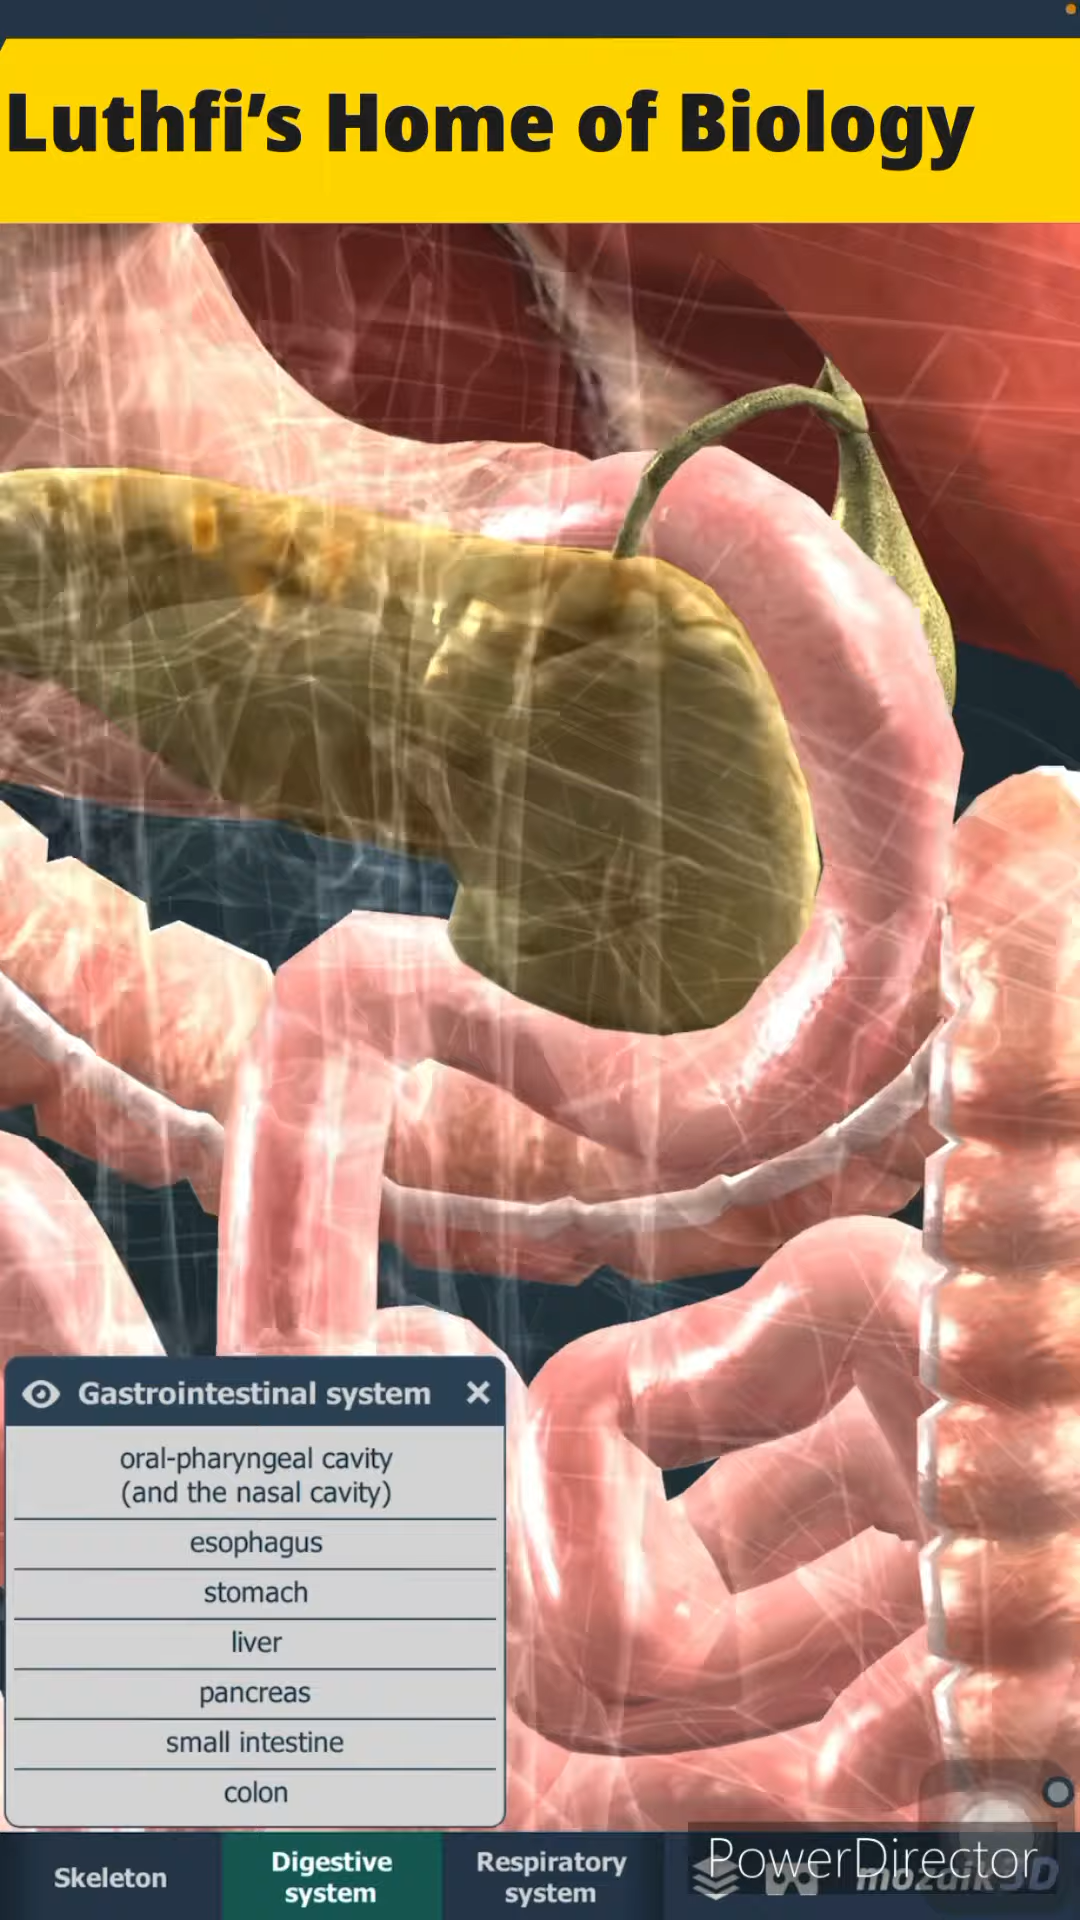 Luthfi’s Home of Biology
Gastrointestinal system
oral-pharyngeal cavity
(and the nasal cavity)
esophagus
stomach
liver
pancreas
small intestine
colon
Skeleton
Digestive
system
Respiratory
system
PowerDirector
mozaik3D